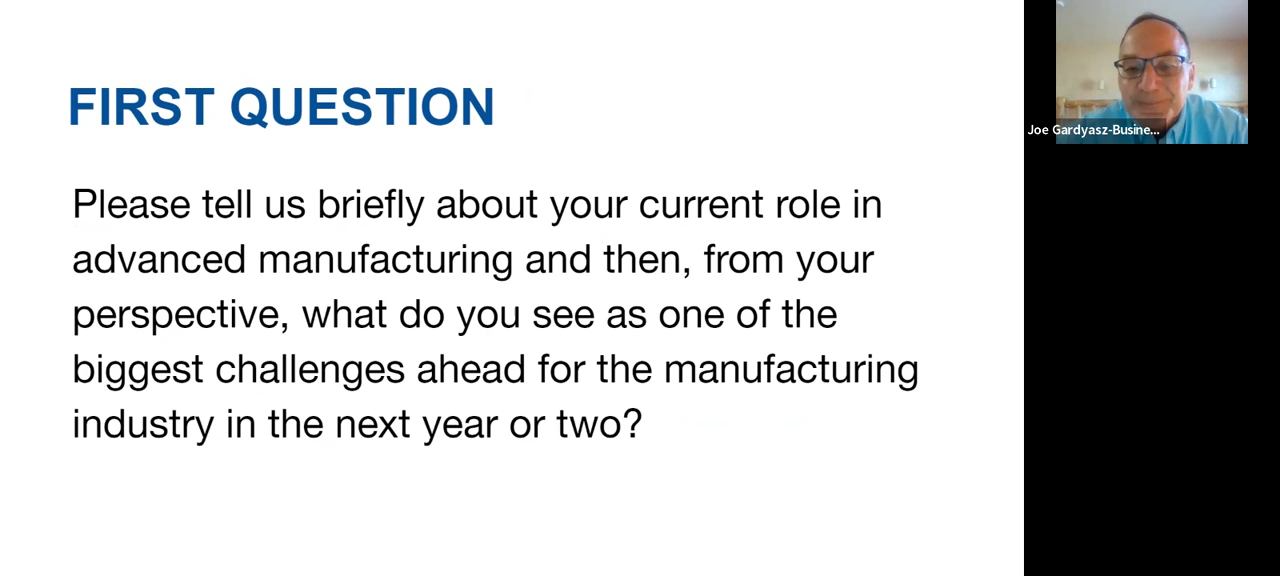 FIRST QUESTION
Please tell us briefly about your current role in
advanced manufacturing and then, from your
perspective, what do you see as one of the
biggest challenges ahead for the manufacturing
industry in the next year or two?
Joe Gardyasz-Busine...